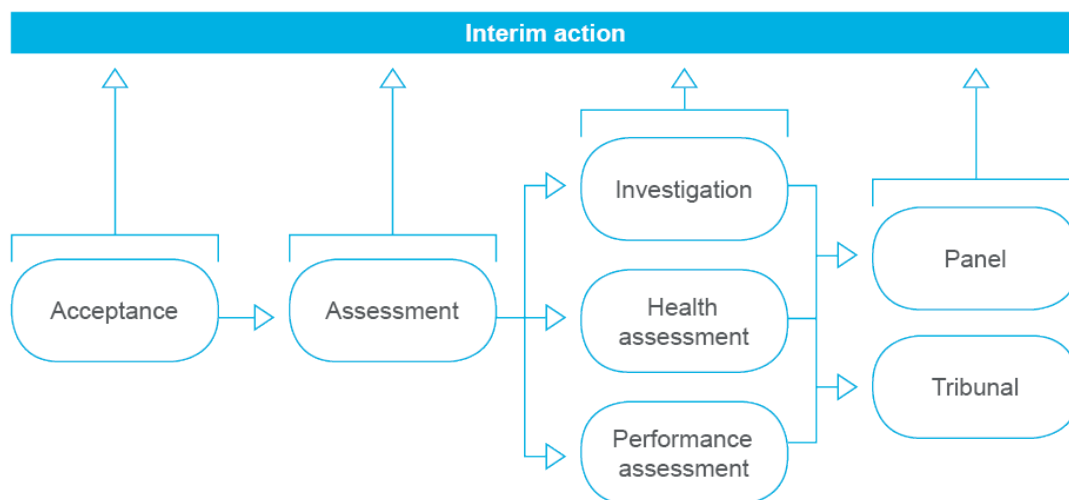 Interim action
Acceptance
Assessment
Investigation
Health
assessment
Performance
assessment
Panel
Tribunal